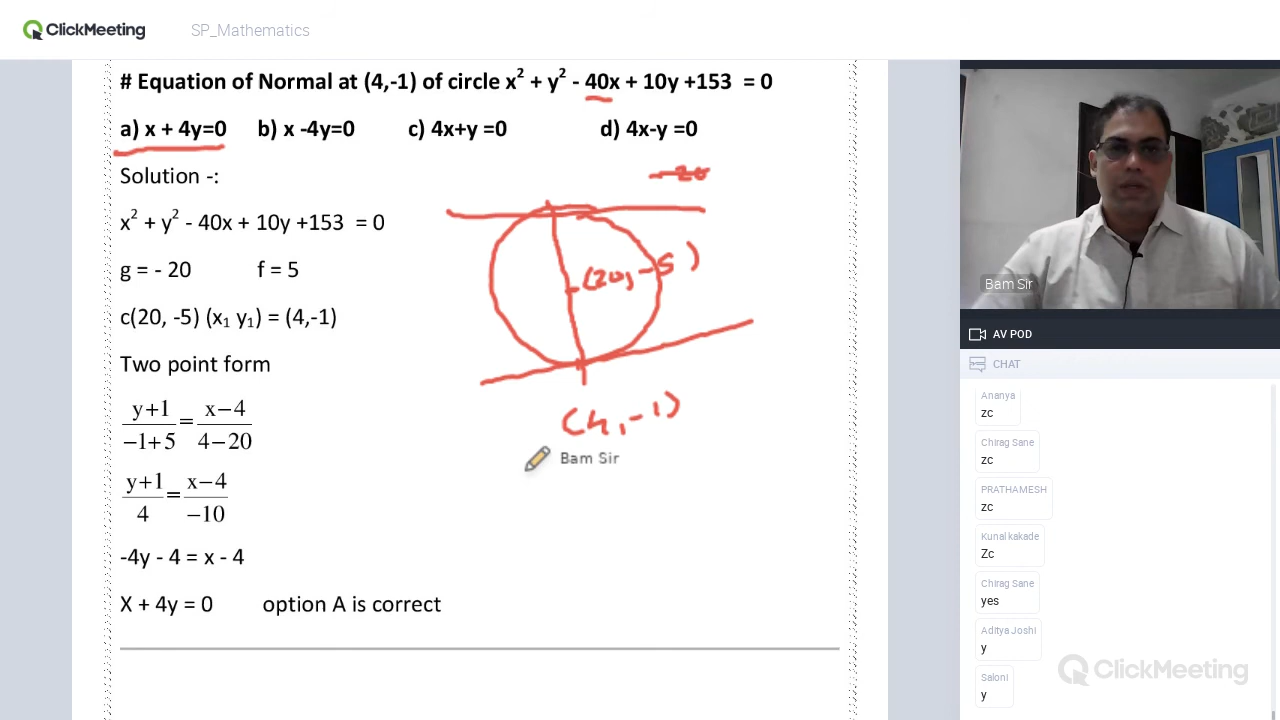 ClickMeeting SP_Mathematics
# Equation of Normal at (4,-1) of circle x² + y² - 40x + 10y +153 = 0
a) x + 4y=0 b) x -4y=0 c) 4x+y =0 d) 4x-y =0
Solution -:
-20
x² + y² - 40x + 10y +153 = 0
g = - 20 f = 5
(20, -5)
c(20, -5) (x₁ y₁) = (4,-1)
Two point form
y+1/-1+5 = x-4/4-20
(4, -1)
Bam Sir
y+1/4 = x-4/-10
-4y - 4 = x - 4
X + 4y = 0 option A is correct
Bam Sir
AV POD
CHAT
Ananya
zc
Chirag Sane
zc
PRATHAMESH
zc
Kunal kakade
Zc
Chirag Sane
yes
Aditya Joshi
y
Saloni
y
ClickMeeting